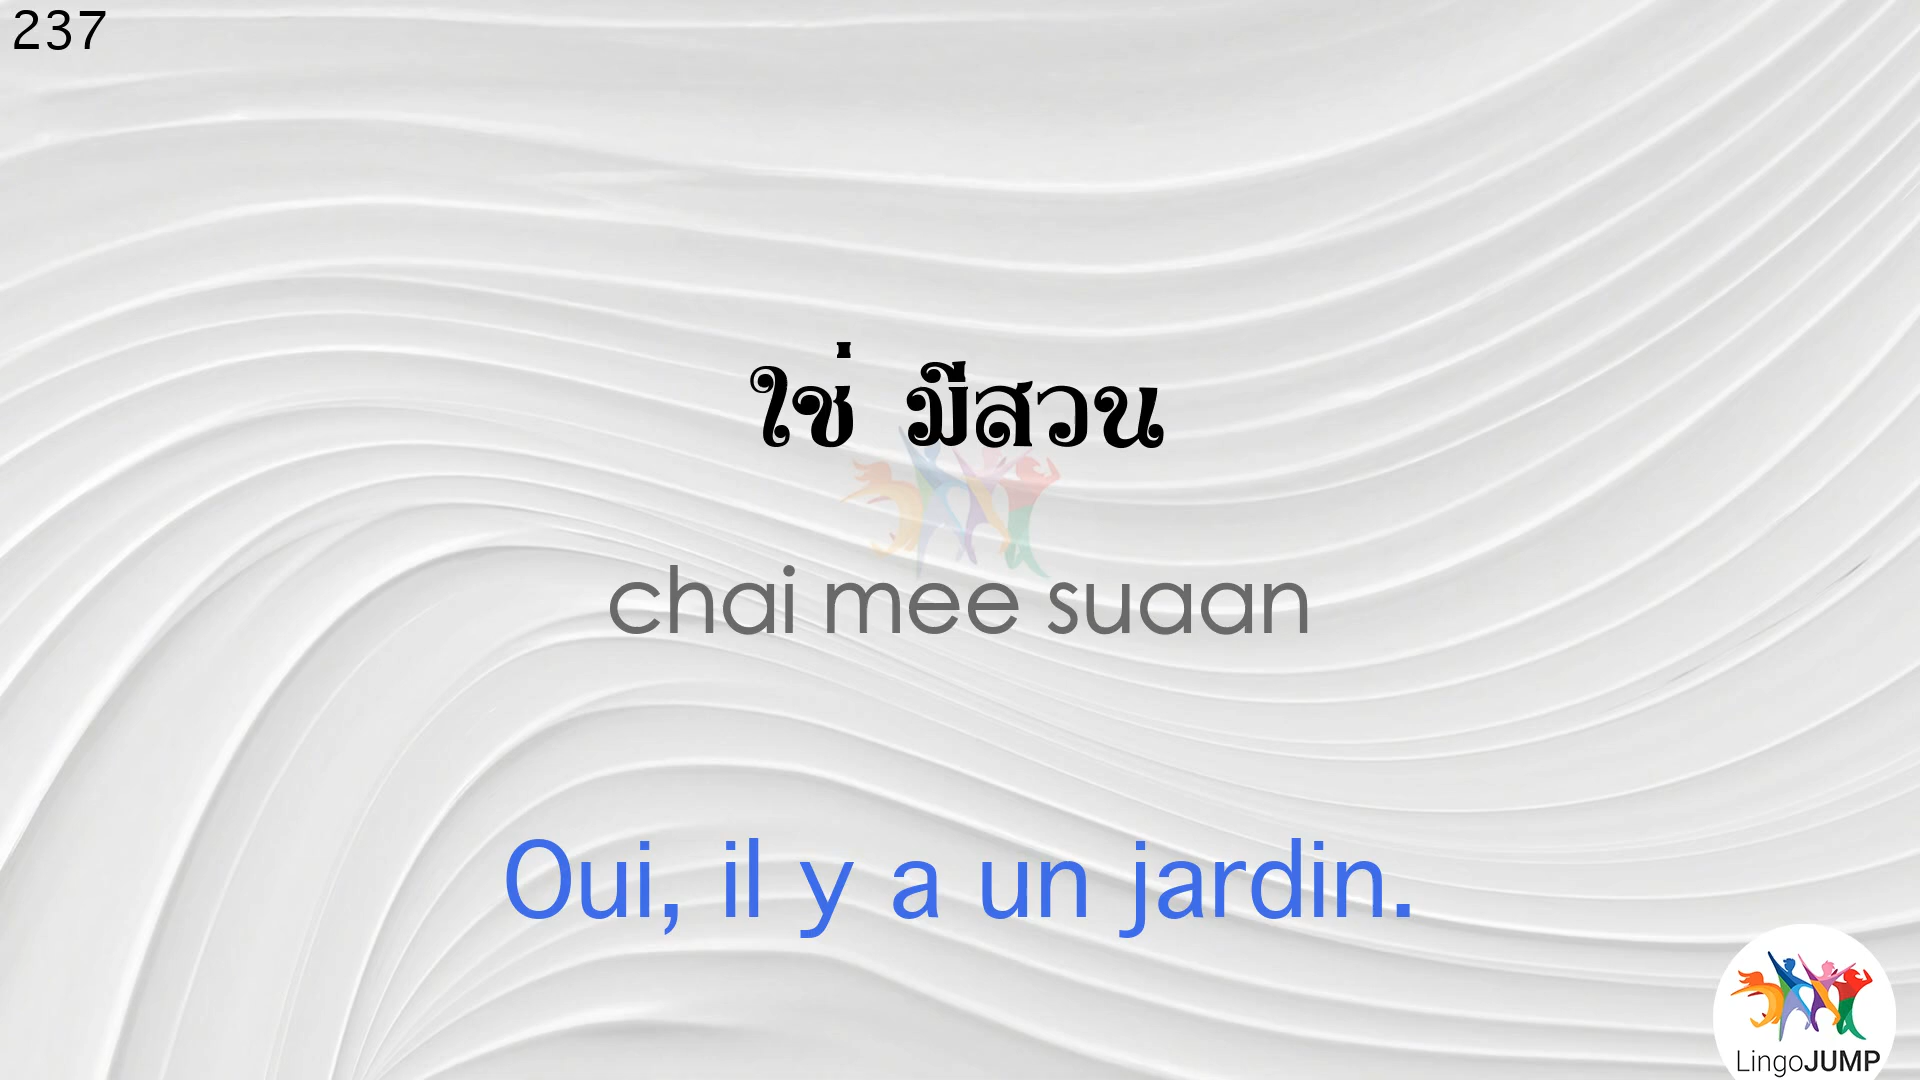 237
ใช่ มีสวน
chai mee suaan
Oui, il y a un jardin.
LingoJUMP